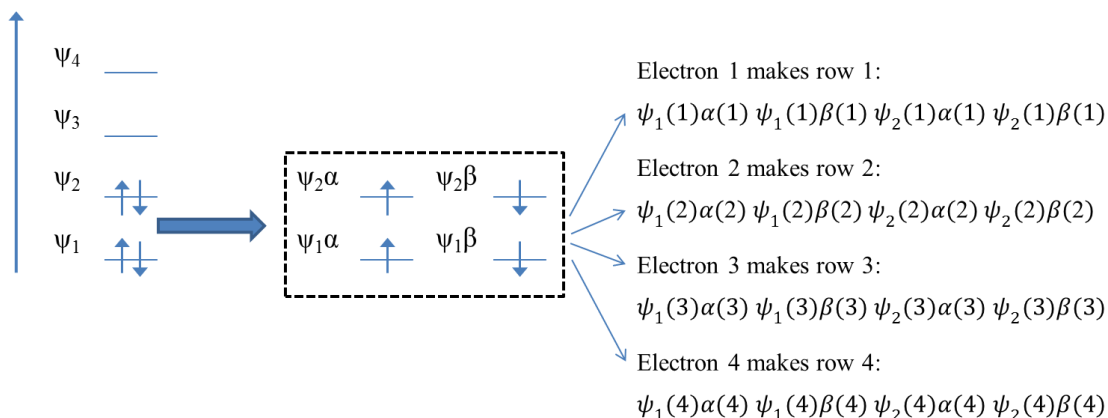 ψ₄
ψ₃
ψ₂
ψ₁
ψ₂α ψ₂β
ψ₁α ψ₁β
Electron 1 makes row 1:
ψ₁(1)α(1) ψ₁(1)β(1) ψ₂(1)α(1) ψ₂(1)β(1)
Electron 2 makes row 2:
ψ₁(2)α(2) ψ₁(2)β(2) ψ₂(2)α(2) ψ₂(2)β(2)
Electron 3 makes row 3:
ψ₁(3)α(3) ψ₁(3)β(3) ψ₂(3)α(3) ψ₂(3)β(3)
Electron 4 makes row 4:
ψ₁(4)α(4) ψ₁(4)β(4) ψ₂(4)α(4) ψ₂(4)β(4)